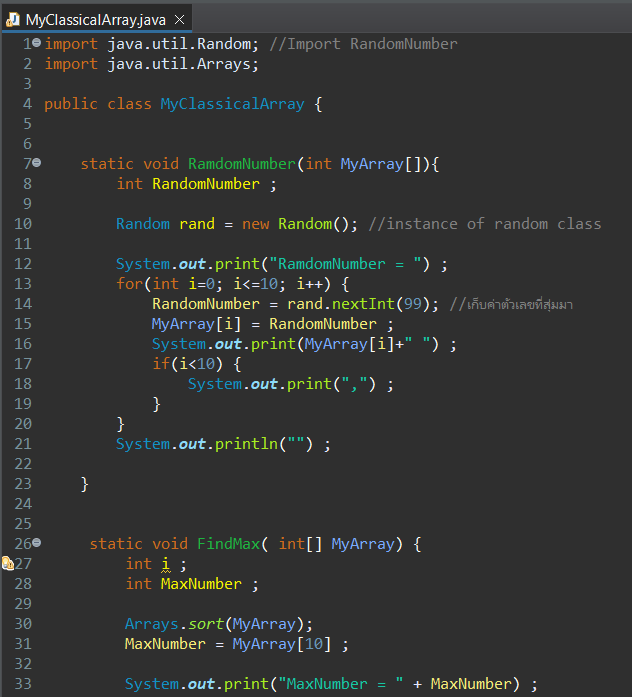 MyClassicalArray.java
1 import java.util.Random; //Import RandomNumber
2 import java.util.Arrays;
3
4 public class MyClassicalArray {
5
6
7 static void RamdomNumber(int MyArray[]){
8 int RandomNumber ;
9
10 Random rand = new Random(); //instance of random class
11
12 System.out.print("RamdomNumber = ") ;
13 for(int i=0; i<=10; i++) {
14 RandomNumber = rand.nextInt(99); //เก็บค่าตัวเลขที่สุ่มมา
15 MyArray[i] = RandomNumber ;
16 System.out.print(MyArray[i]+" ") ;
17 if(i<10) {
18 System.out.print(",") ;
19 }
20 }
21 System.out.println("") ;
22
23 }
24
25
26 static void FindMax( int[] MyArray) {
27 int i ;
28 int MaxNumber ;
29
30 Arrays.sort(MyArray);
31 MaxNumber = MyArray[10] ;
32
33 System.out.print("MaxNumber = " + MaxNumber) ;